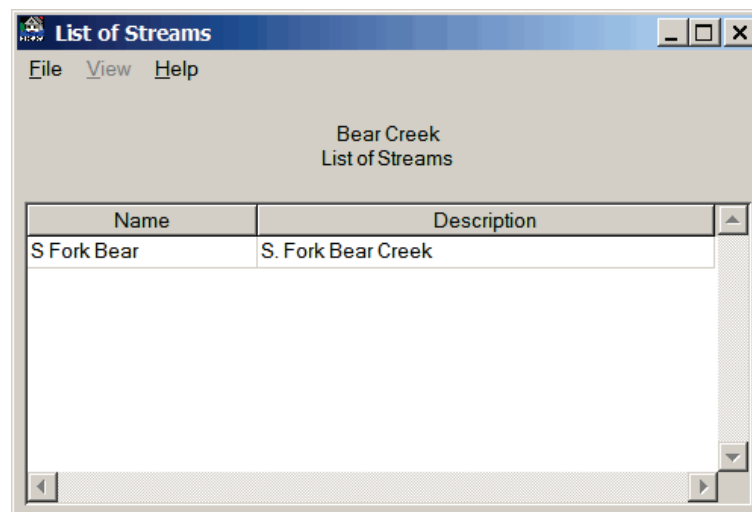 List of Streams
File View Help
Bear Creek
List of Streams
Name Description
S Fork Bear S. Fork Bear Creek